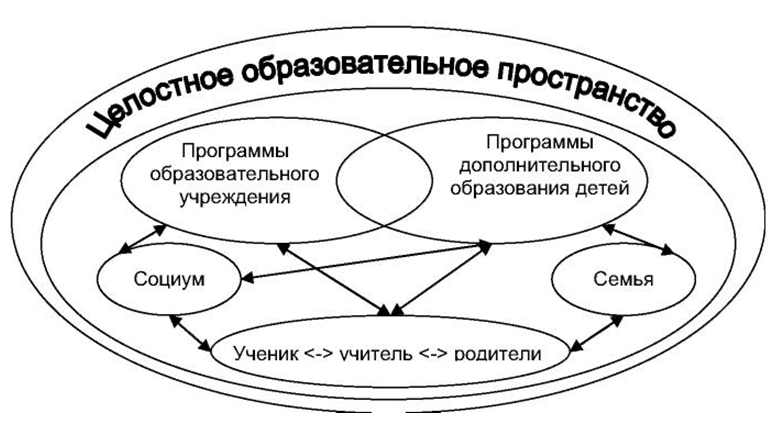 Целостное образовательное пространство
Программы
образовательного
учреждения
Программы
дополнительного
образования детей
Социум
Семья
Ученик <-> учитель <-> родители